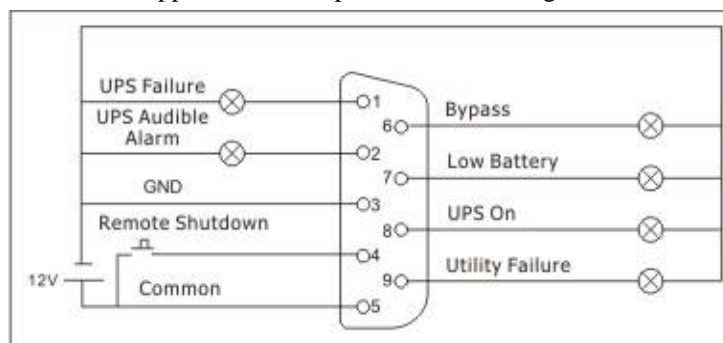 UPS Failure
UPS Audible
Alarm
GND
Remote Shutdown
12V
Common
1
2
3
4
5
6
7
8
9
Bypass
Low Battery
UPS On
Utility Failure